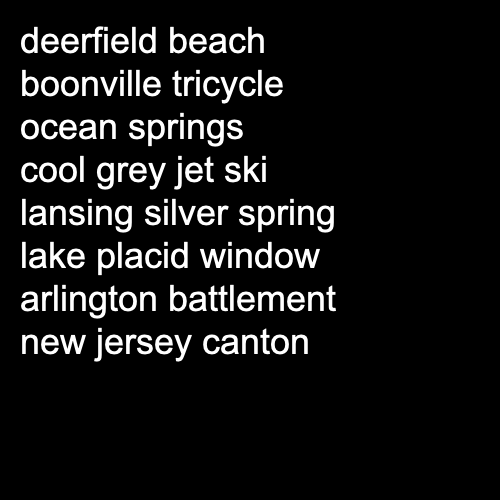 deerfield beach
boonville tricycle
ocean springs
cool grey jet ski
lansing silver spring
lake placid window
arlington battlement
new jersey canton